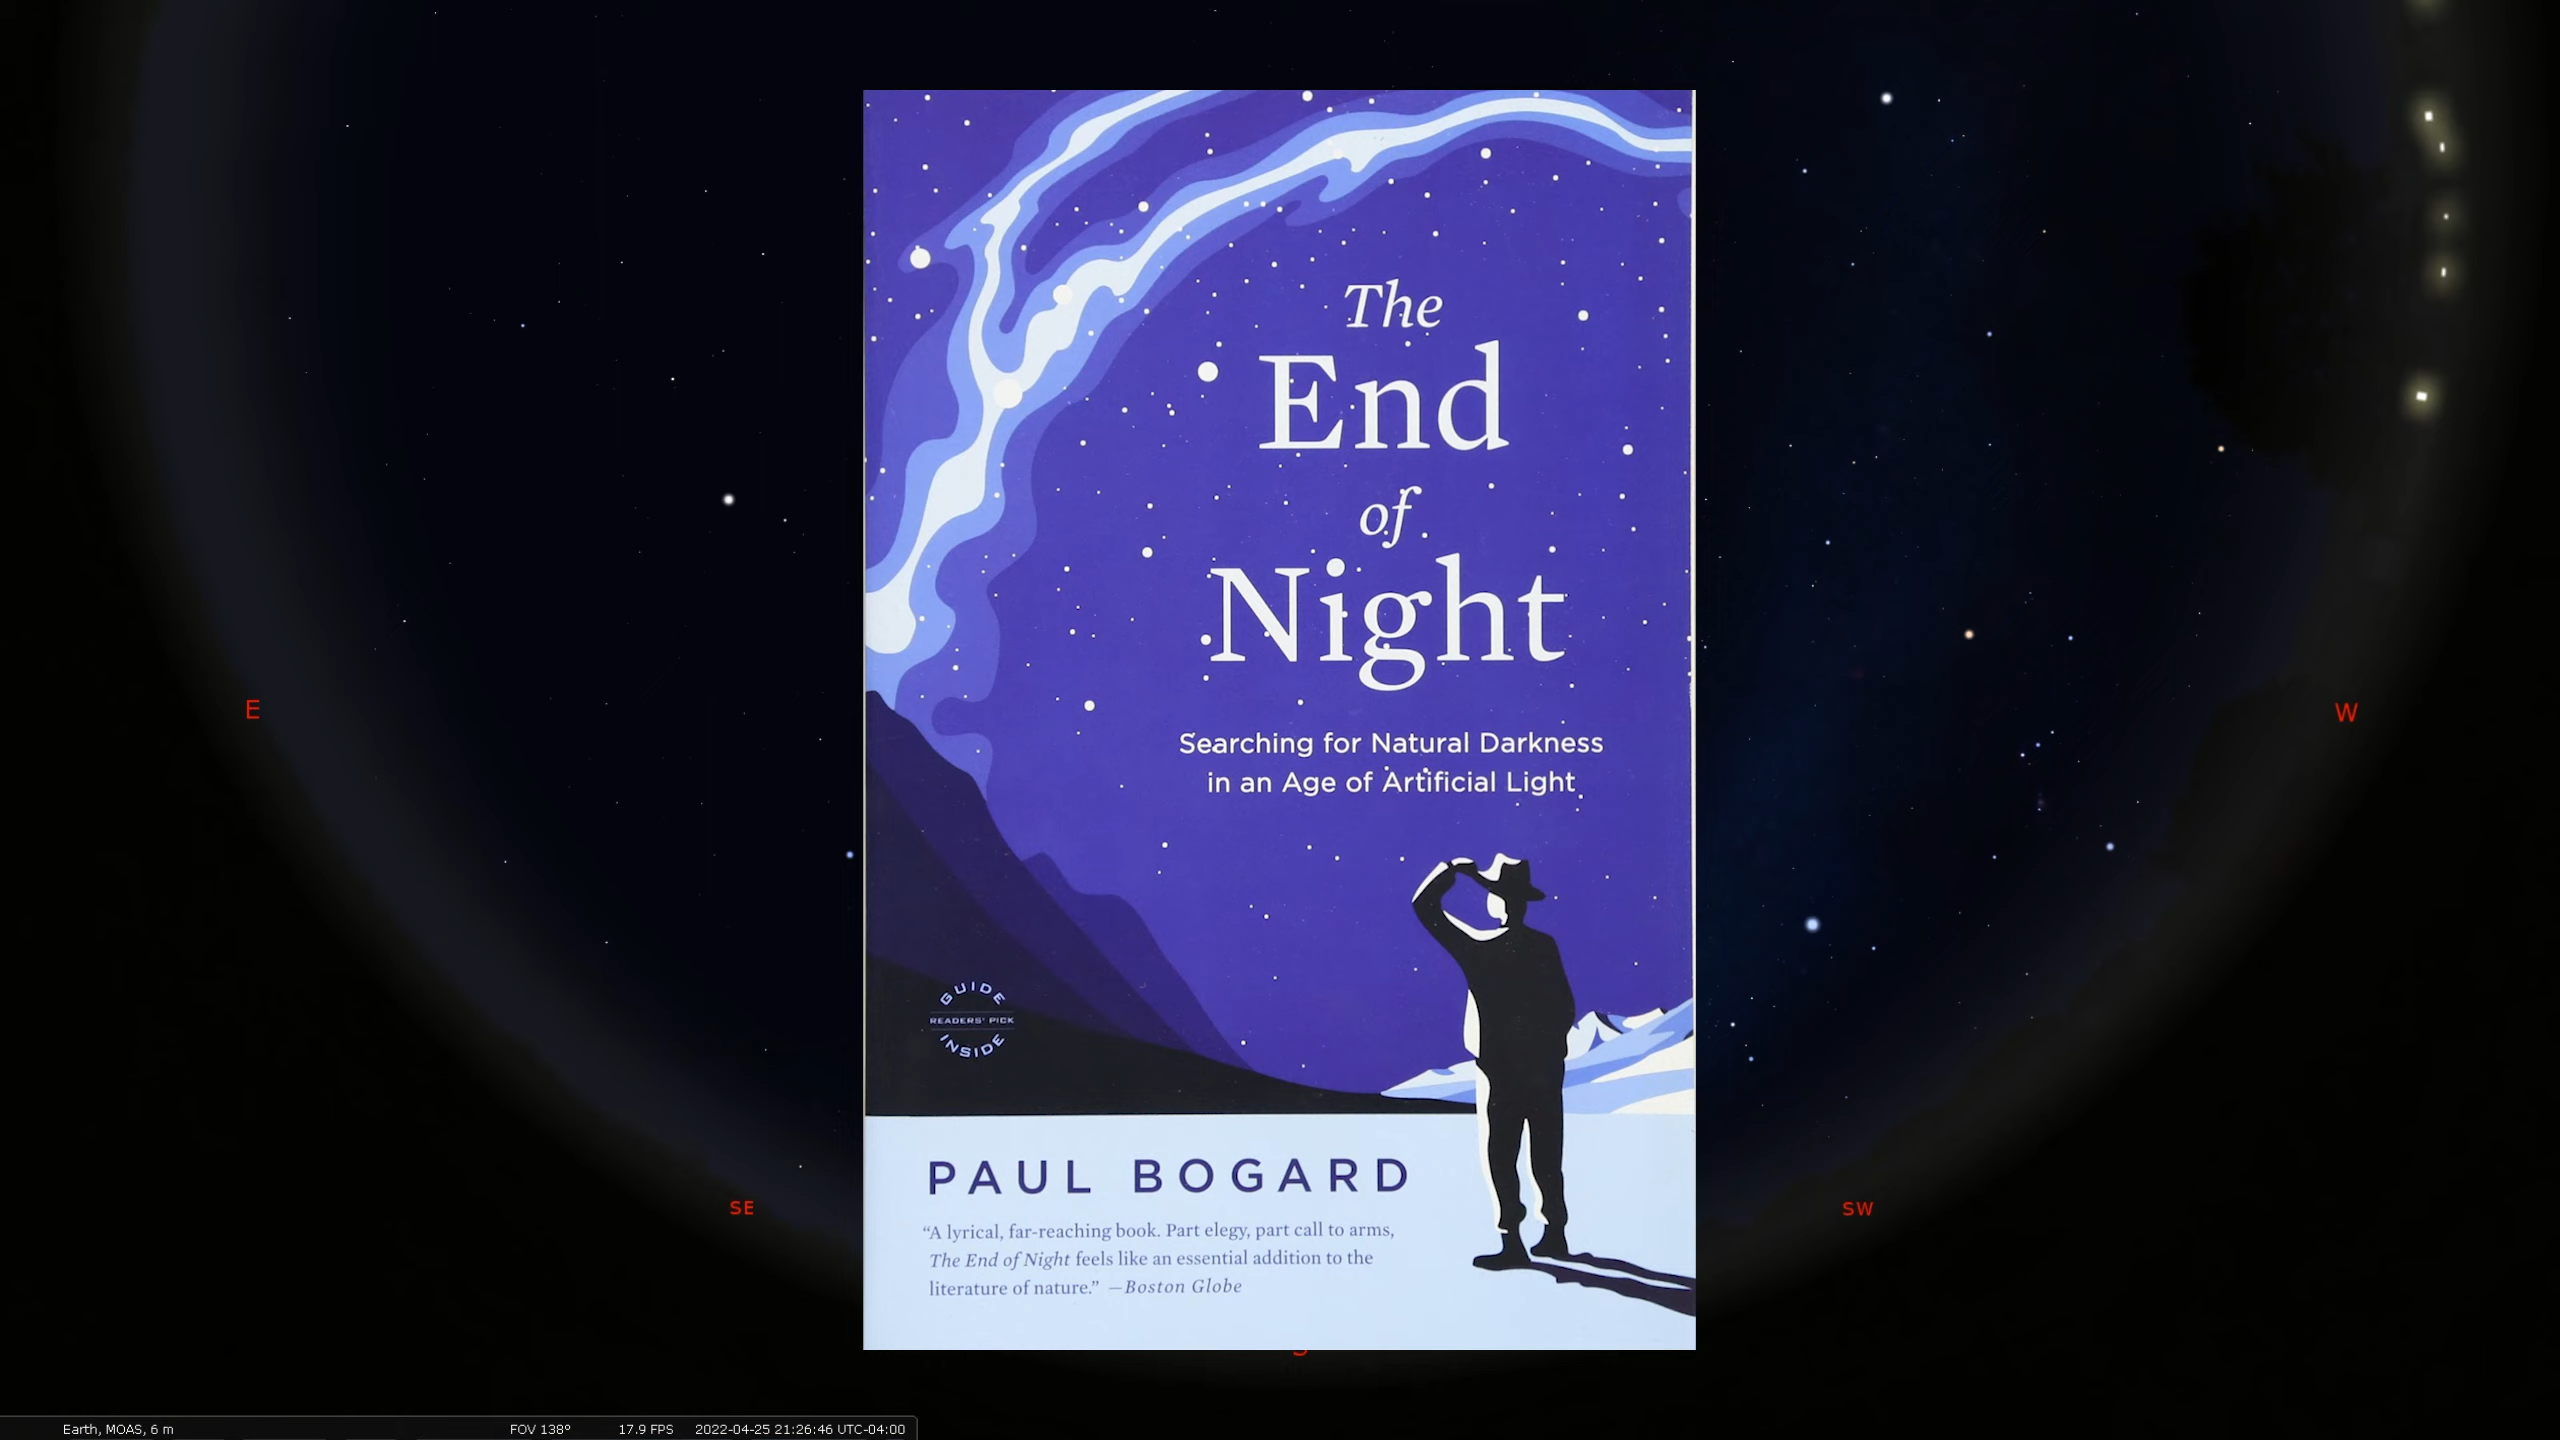 The
End
of
Night
Searching for Natural Darkness
in an Age of Artificial Light
E
W
GUIDE
READERS' PICK
INSIDE
PAUL BOGARD
SE
SW
“A lyrical, far-reaching book. Part elegy, part call to arms,
The End of Night feels like an essential addition to the
literature of nature.” —Boston Globe
Earth, MOAS, 6 m FOV 138° 17.9 FPS 2022-04-25 21:26:46 UTC-04:00